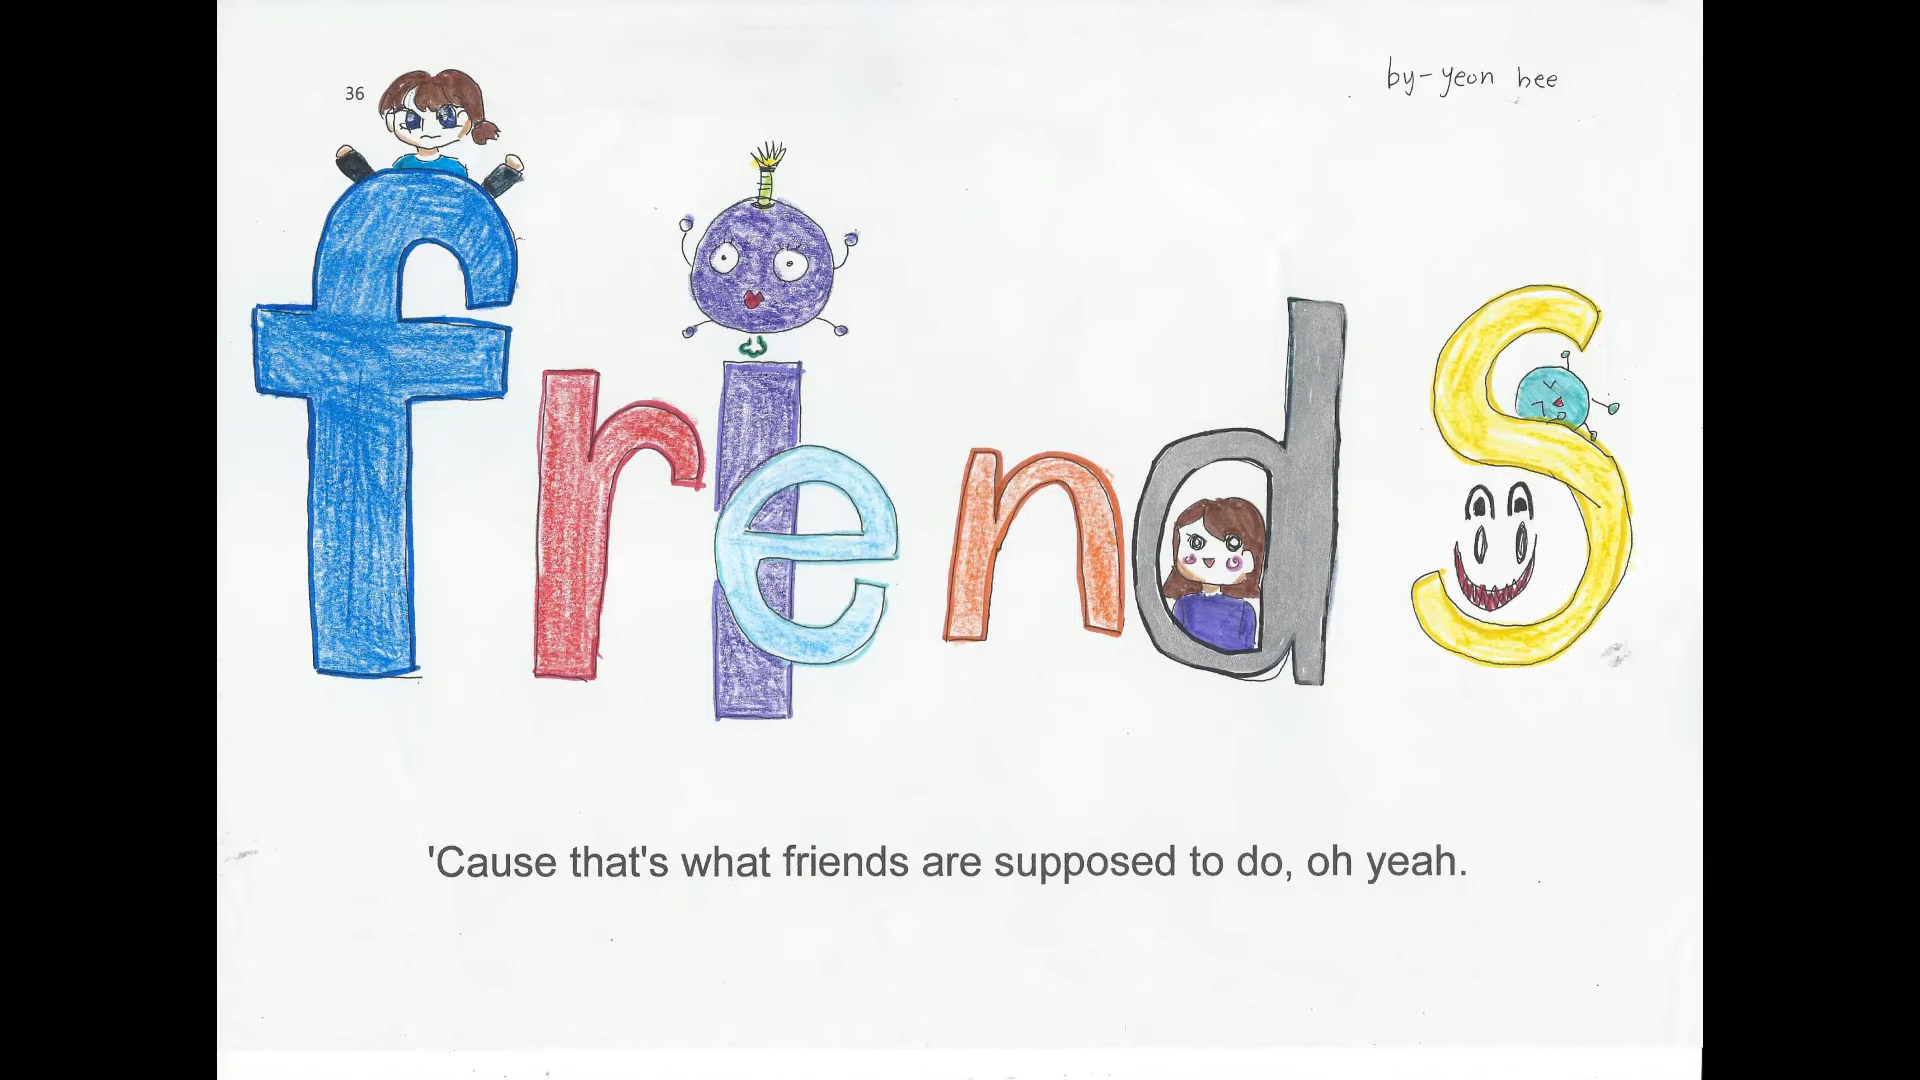 36
by-yeon hee
friends
'Cause that's what friends are supposed to do, oh yeah.